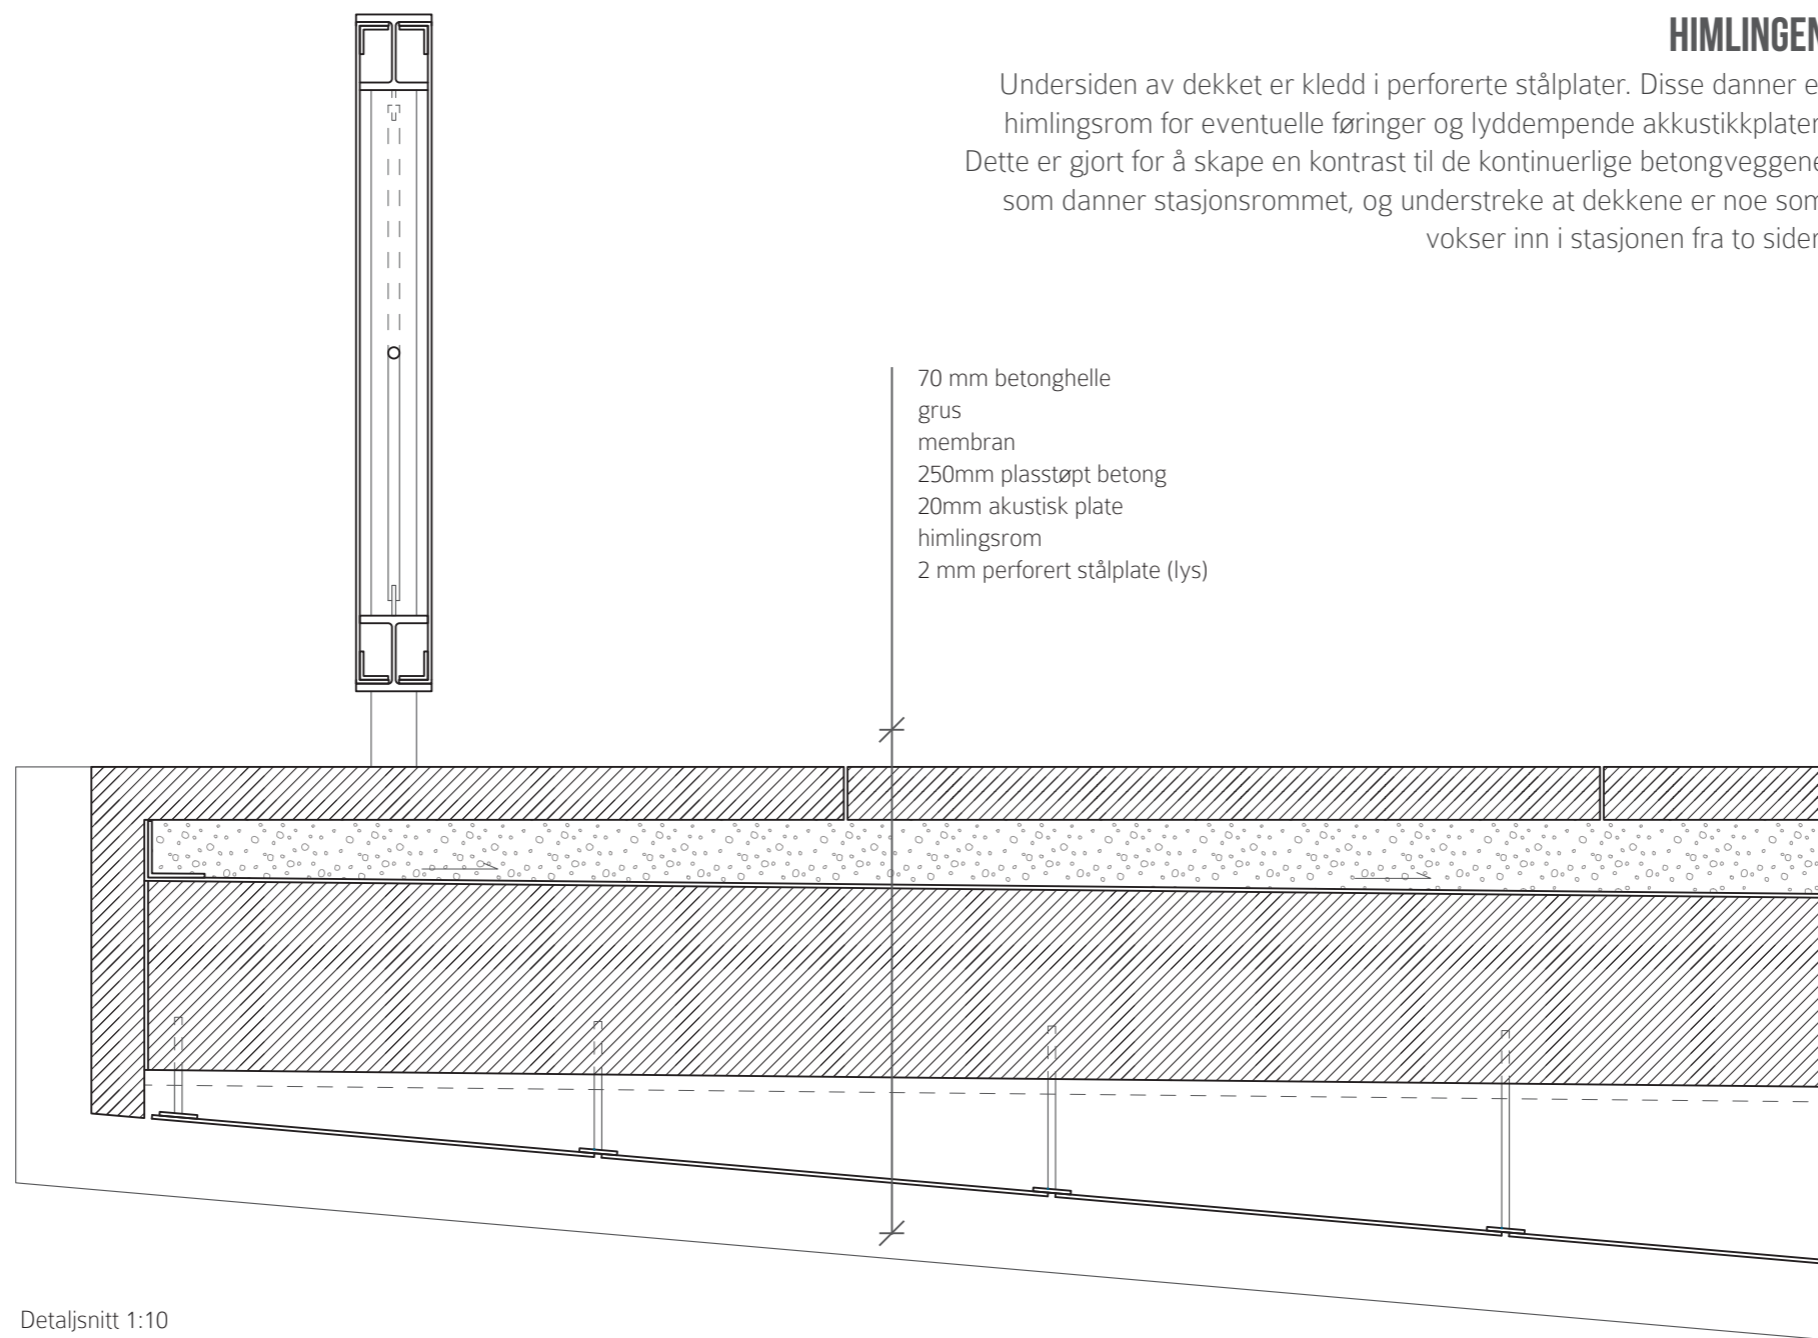 HIMLINGEN
Undersiden av dekket er kledd i perforerte stålplater. Disse danner e
himlingsrom for eventuelle føringer og lyddempende akkustikkplater
Dette er gjort for å skape en kontrast til de kontinuerlige betongveggene
som danner stasjonsrommet, og understreke at dekkene er noe som
vokser inn i stasjonen fra to sider
70 mm betonghelle
grus
membran
250mm plasstøpt betong
20mm akustisk plate
himlingsrom
2 mm perforert stålplate (lys)
Detaljsnitt 1:10